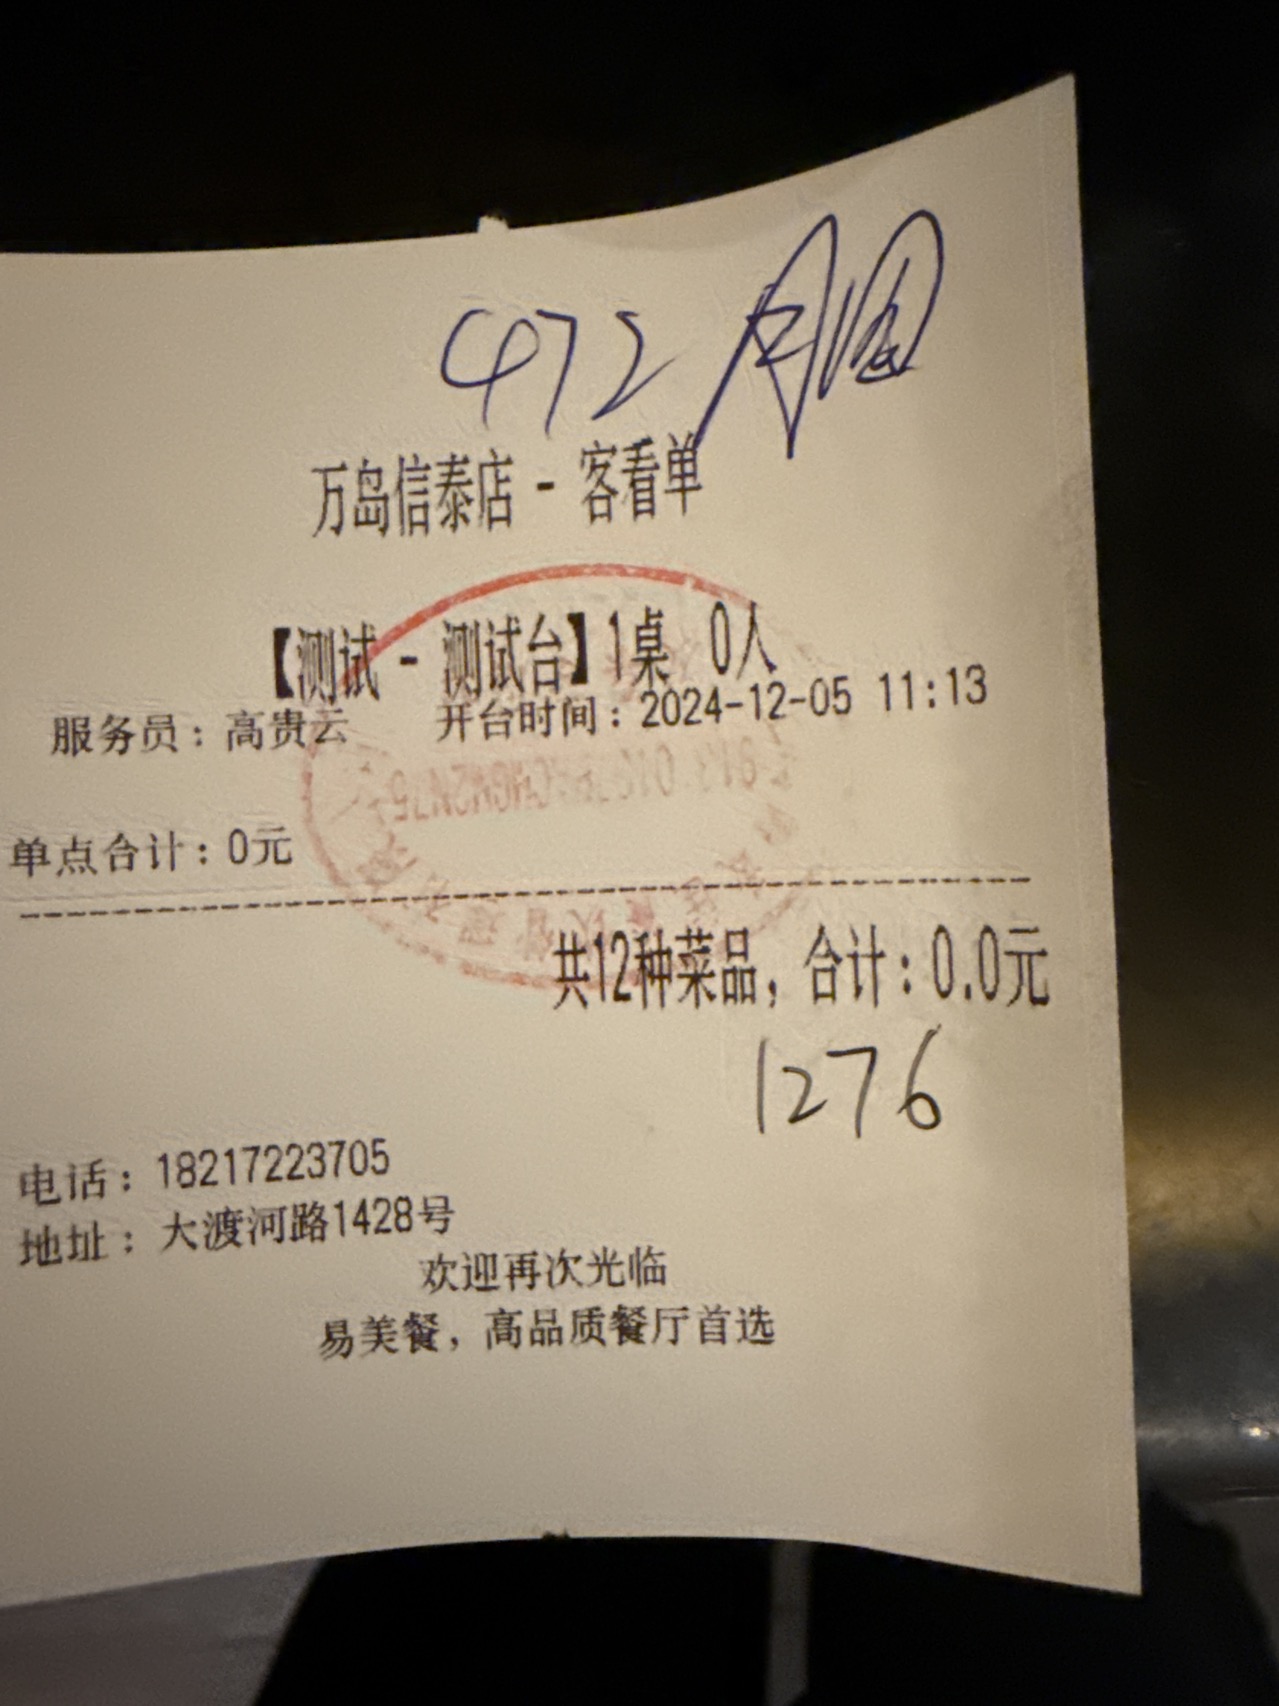 472
万岛信泰店 - 客看单
【测试 - 测试台】1桌 0人
服务员：高贵云 开台时间：2024-12-05 11:13
单点合计：0元
共12种菜品，合计：0.0元
1276
电话：18217223705
地址：大渡河路1428号
欢迎再次光临
易美餐，高品质餐厅首选